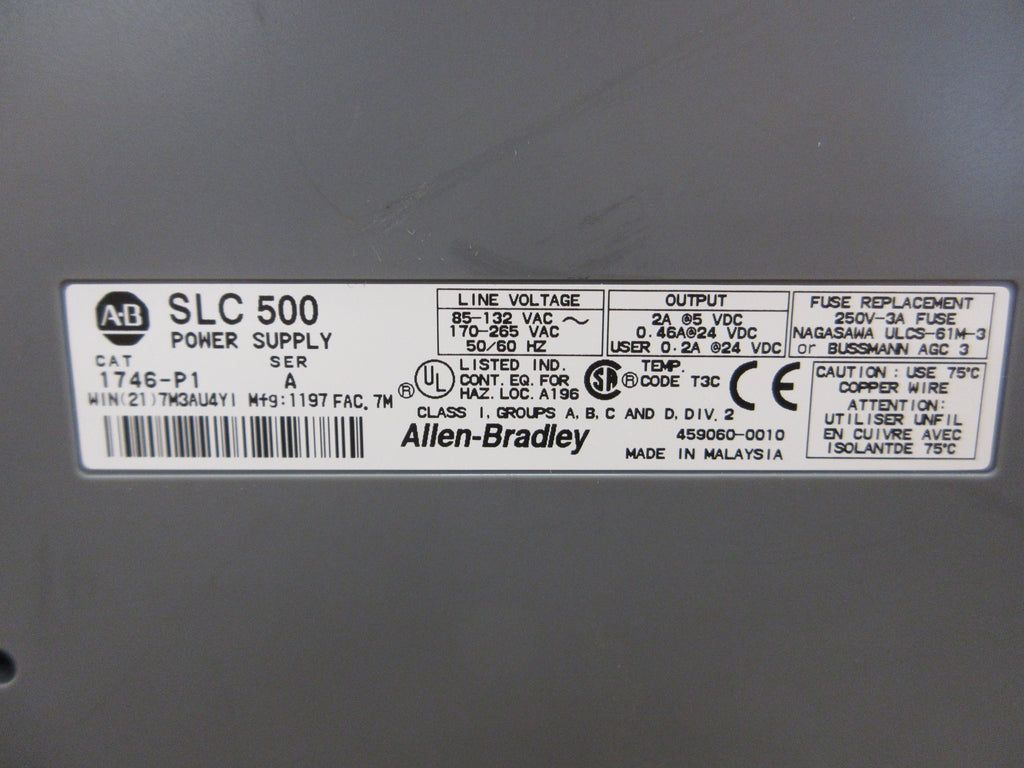 A-B
SLC 500
POWER SUPPLY
CAT SER
1746-P1 A
WIN(21)7M3AU4YI Mfg:1197 FAC. 7M
LINE VOLTAGE
85-132 VAC ~
170-265 VAC
50/60 HZ
OUTPUT
2A @5 VDC
0.46A@24 VDC
USER 0.2A @24 VDC
FUSE REPLACEMENT
250V-3A FUSE
NAGASAWA ULCS-61M-3
or BUSSMANN AGC 3
® UL
LISTED IND.
CONT. EQ. FOR
HAZ. LOC. A196
SA ®
TEMP.
CODE T3C
CE
CLASS I, GROUPS A, B, C AND D, DIV. 2
Allen-Bradley
459060-0010
MADE IN MALAYSIA
CAUTION: USE 75°C
COPPER WIRE
ATTENTION:
UTILISER UNFIL
EN CUIVRE AVEC
ISOLANTDE 75°C